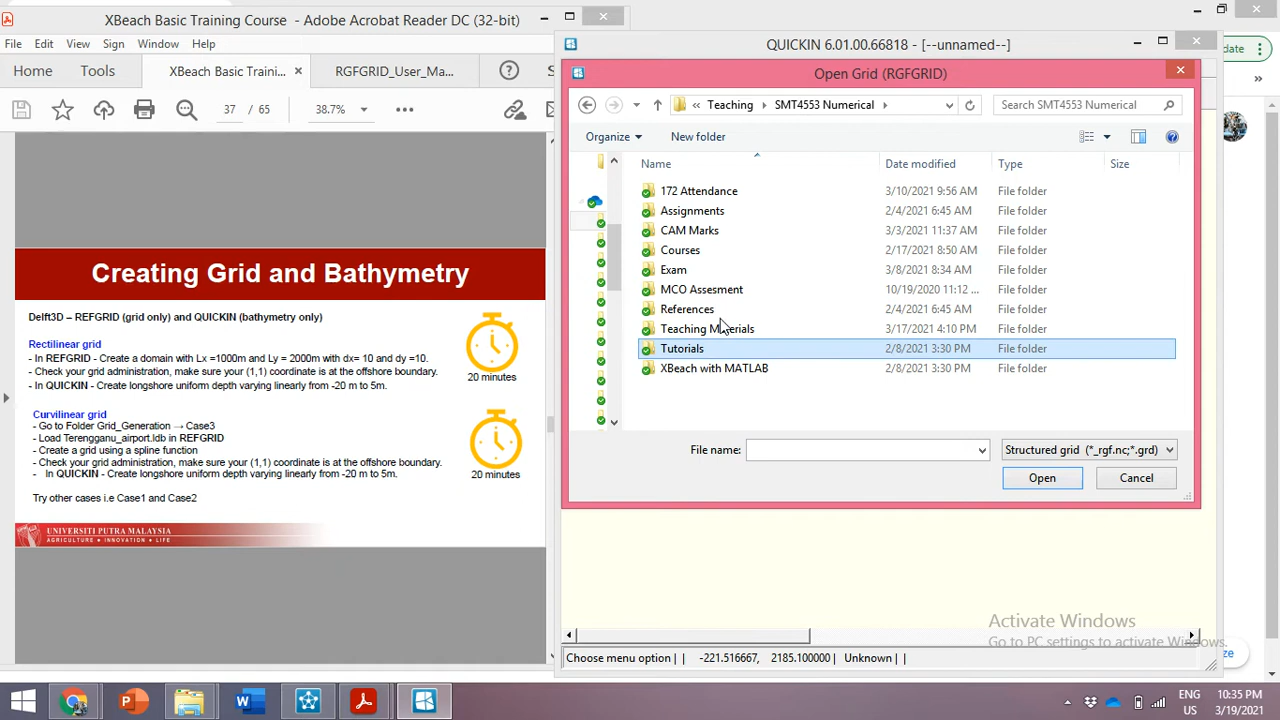 XBeach Basic Training Course - Adobe Acrobat Reader DC (32-bit)
File Edit View Sign Window Help
Home Tools XBeach Basic Traini... RGFGRID_User_Ma...
37 / 65 38.7%
Creating Grid and Bathymetry
Delft3D – REFGRID (grid only) and QUICKIN (bathymetry only)
Rectilinear grid
- In REFGRID - Create a domain with Lx =1000m and Ly = 2000m with dx= 10 and dy =10.
- Check your grid administration, make sure your (1,1) coordinate is at the offshore boundary.
- In QUICKIN - Create longshore uniform depth varying linearly from -20 m to 5m.
20 minutes
Curvilinear grid
- Go to Folder Grid_Generation → Case3
- Load Terengganu_airport.ldb in REFGRID
- Create a grid using a spline function
- Check your grid administration, make sure your (1,1) coordinate is at the offshore boundary.
- In QUICKIN - Create longshore uniform depth varying linearly from -20 m to 5m.
20 minutes
Try other cases i.e Case1 and Case2
UNIVERSITI PUTRA MALAYSIA
AGRICULTURE • INNOVATION • LIFE
QUICKIN 6.01.00.66818 - [--unnamed--]
Open Grid (RGFGRID)
« Teaching SMT4553 Numerical
Search SMT4553 Numerical
Organize New folder
Name Date modified Type Size
172 Attendance 3/10/2021 9:56 AM File folder
Assignments 2/4/2021 6:45 AM File folder
CAM Marks 3/3/2021 11:37 AM File folder
Courses 2/17/2021 8:50 AM File folder
Exam 3/8/2021 8:34 AM File folder
MCO Assesment 10/19/2020 11:12 ... File folder
References 2/4/2021 6:45 AM File folder
Teaching Materials 3/17/2021 4:10 PM File folder
Tutorials 2/8/2021 3:30 PM File folder
XBeach with MATLAB 2/8/2021 3:30 PM File folder
File name: Structured grid (*_rgf.nc;*.grd)
Open Cancel
Activate Windows
Go to PC settings to activate Windows.
Choose menu option | | -221.516667, 2185.100000 | Unknown | |
ENG 10:35 PM
US 3/19/2021